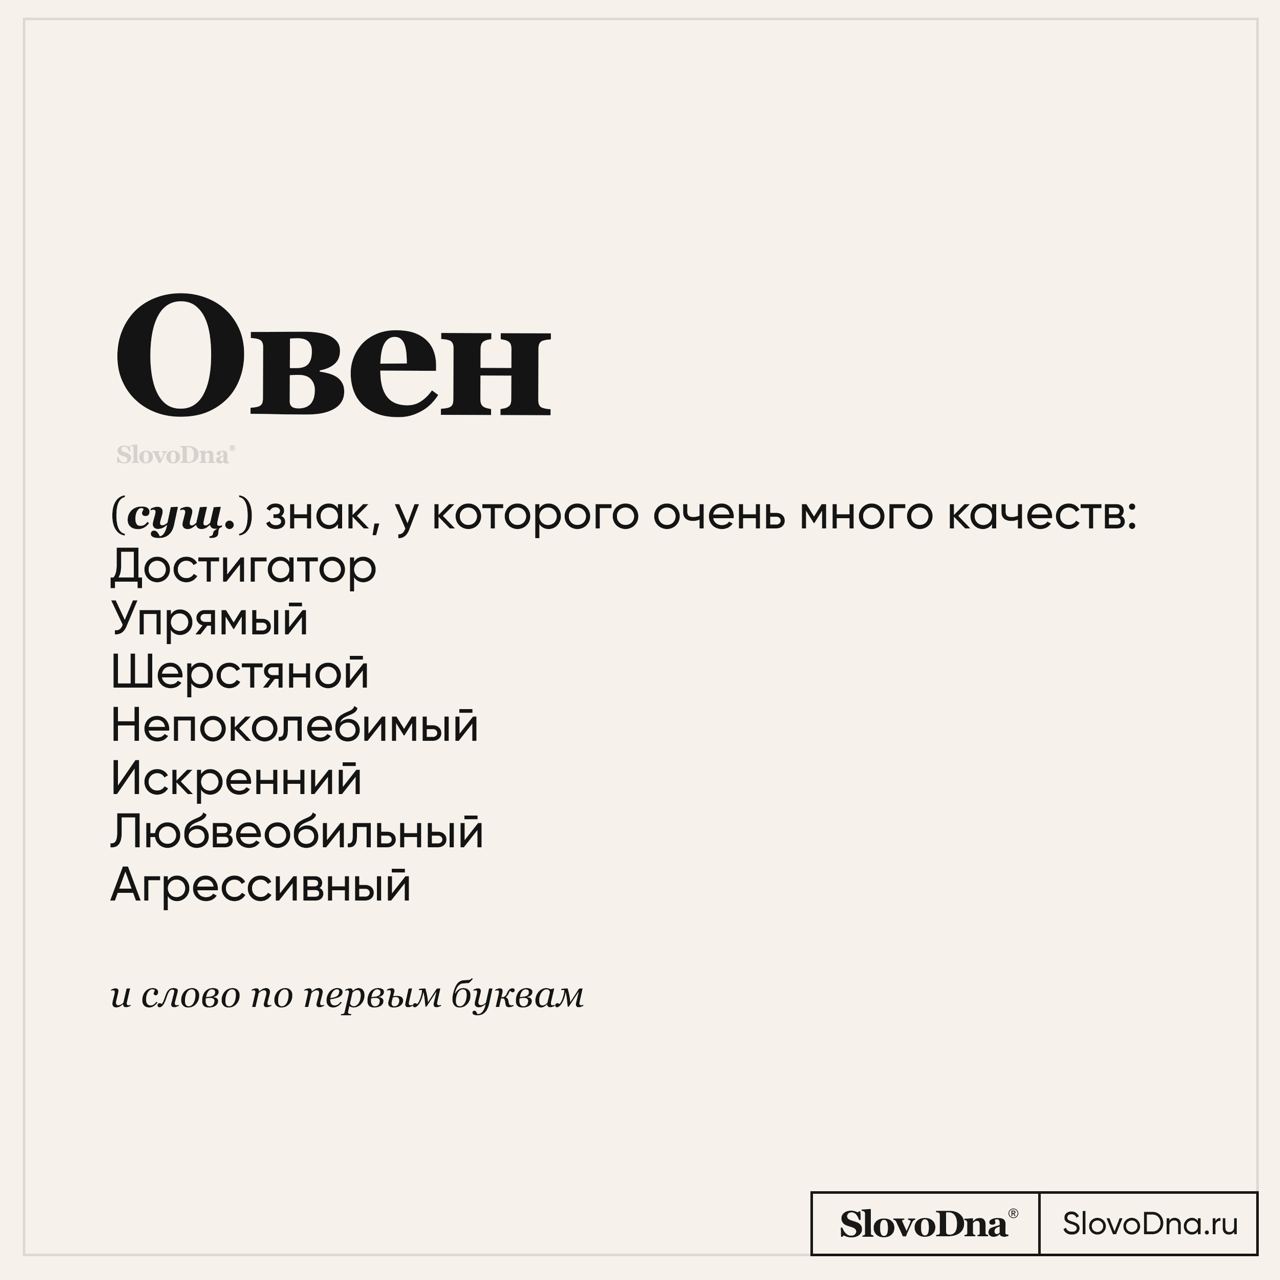 Овен
SlovoDna®
(сущ.) знак, у которого очень много качеств:
Достигатор
Упрямый
Шерстяной
Непоколебимый
Искренний
Любвеобильный
Агрессивный
и слово по первым буквам
SlovoDna® SlovoDna.ru